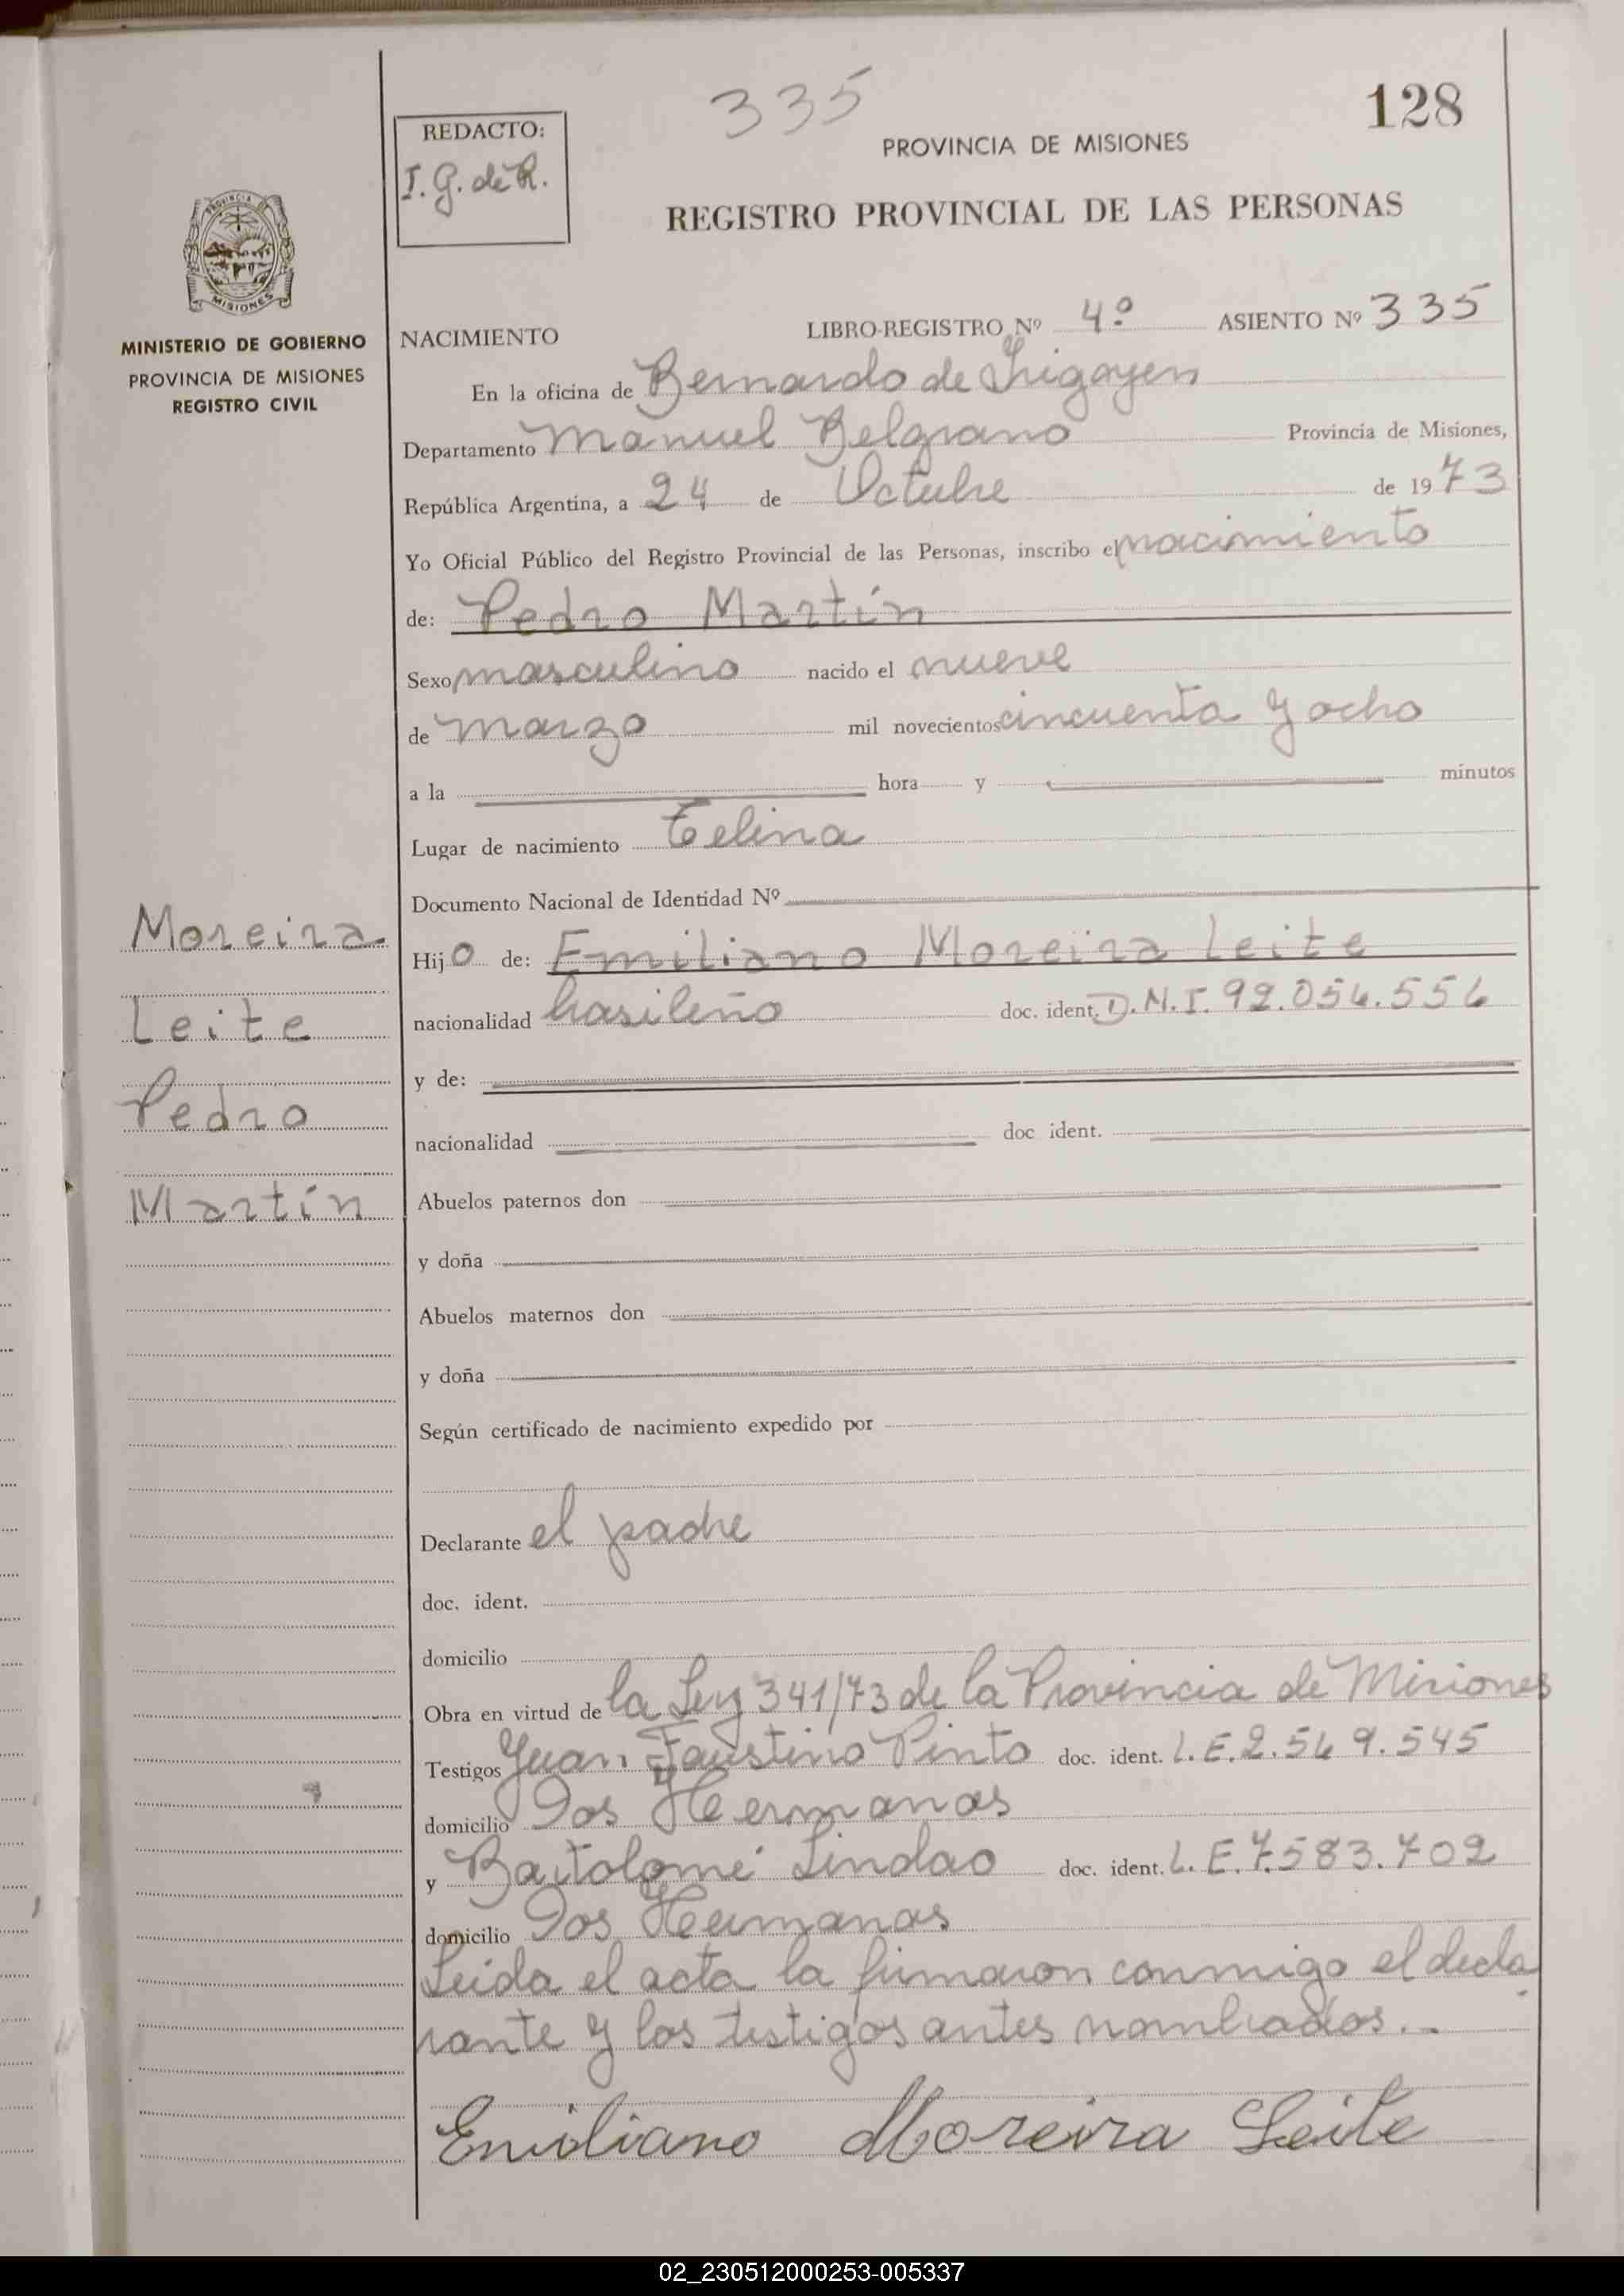 335
128
REDACTO:
I. G. de R.
PROVINCIA DE MISIONES
REGISTRO PROVINCIAL DE LAS PERSONAS
PROVINCIA DE
MISIONES
MINISTERIO DE GOBIERNO
PROVINCIA DE MISIONES
REGISTRO CIVIL
NACIMIENTO LIBRO-REGISTRO Nº 4º ASIENTO Nº 335
En la oficina de Bernardo de Irigoyen
Departamento Manuel Belgrano Provincia de Misiones,
República Argentina, a 24 de Octubre de 1973
Yo Oficial Público del Registro Provincial de las Personas, inscribo el nacimiento
de: Pedro Martín
Sexo masculino nacido el nueve
de marzo mil novecientos cincuenta y ocho
a la hora y minutos
Lugar de nacimiento Celina
Documento Nacional de Identidad Nº
Moreira
Hijo de: Emiliano Moreira Leite
Leite
nacionalidad brasileño doc. ident. D.N.I. 92.054.554
y de:
Pedro
nacionalidad doc ident.
Martín
Abuelos paternos don
y doña
Abuelos maternos don
y doña
Según certificado de nacimiento expedido por
Declarante el padre
doc. ident.
domicilio
Obra en virtud de la Ley 341/73 de la Provincia de Misiones
Testigos Juan Faustino Pinto doc. ident. L.E. 2.549.545
domicilio Dos Hermanas
y Bartolomé Lindao doc. ident. L.E. 7.583.702
domicilio Dos Hermanas
Leida el acta la firmaron conmigo el decla
rante y los testigos antes nombrados.-
Emiliano Moreira Leite
02_230512000253-005337